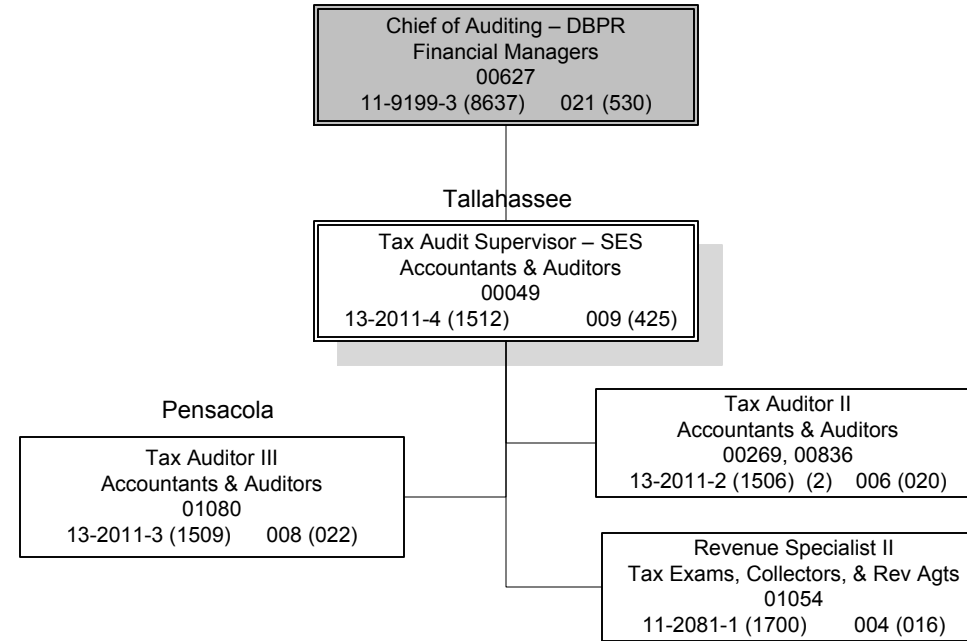 Chief of Auditing – DBPR
Financial Managers
00627
11-9199-3 (8637) 021 (530)
Tallahassee
Tax Audit Supervisor – SES
Accountants & Auditors
00049
13-2011-4 (1512) 009 (425)
Pensacola
Tax Auditor III
Accountants & Auditors
01080
13-2011-3 (1509) 008 (022)
Tax Auditor II
Accountants & Auditors
00269, 00836
13-2011-2 (1506) (2) 006 (020)
Revenue Specialist II
Tax Exams, Collectors, & Rev Agts
01054
11-2081-1 (1700) 004 (016)